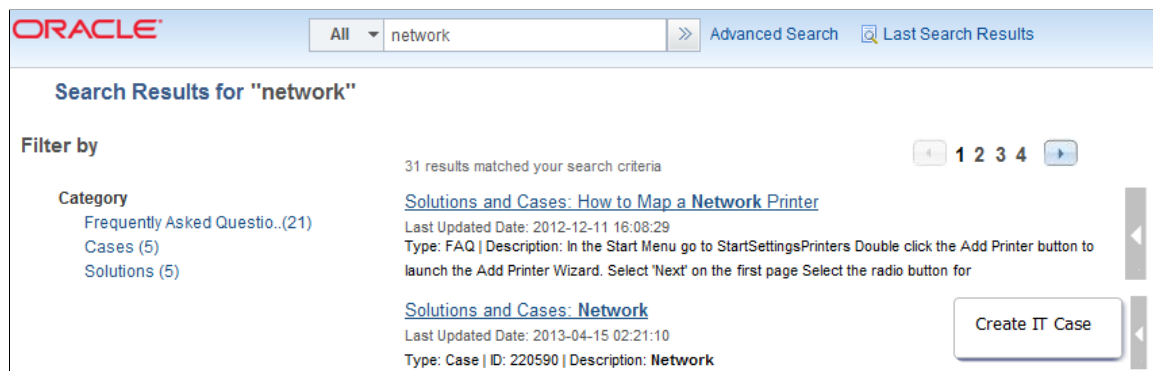 ORACLE
All network Advanced Search Last Search Results
Search Results for "network"
Filter by
31 results matched your search criteria
1 2 3 4
Category
Frequently Asked Questio..(21)
Cases (5)
Solutions (5)
Solutions and Cases: How to Map a Network Printer
Last Updated Date: 2012-12-11 16:08:29
Type: FAQ | Description: In the Start Menu go to StartSettingsPrinters Double click the Add Printer button to
launch the Add Printer Wizard. Select 'Next' on the first page Select the radio button for
Solutions and Cases: Network
Last Updated Date: 2013-04-15 02:21:10
Type: Case | ID: 220590 | Description: Network
Create IT Case